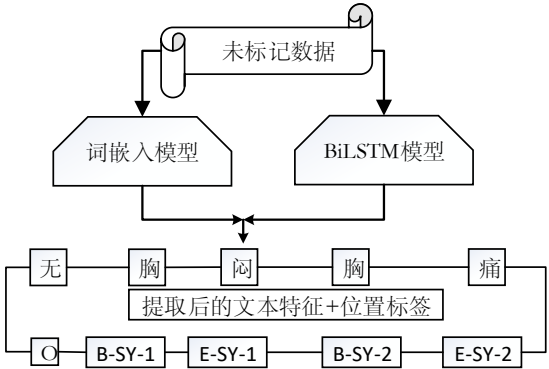 未标记数据
词嵌入模型 BiLSTM模型
无 胸 闷 胸 痛
提取后的文本特征+位置标签
O B-SY-1 E-SY-1 B-SY-2 E-SY-2